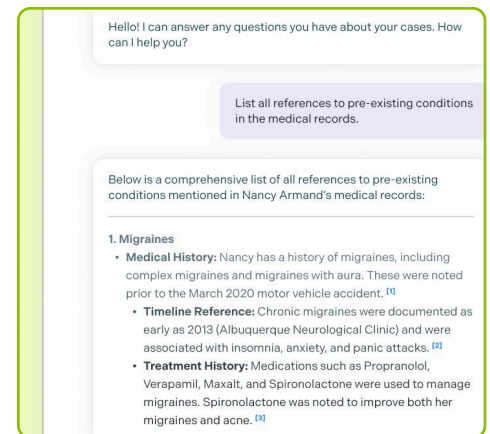 Hello! I can answer any questions you have about your cases. How
can I help you?
List all references to pre-existing conditions
in the medical records.
Below is a comprehensive list of all references to pre-existing
conditions mentioned in Nancy Armand's medical records:
1. Migraines
• Medical History: Nancy has a history of migraines, including
complex migraines and migraines with aura. These were noted
prior to the March 2020 motor vehicle accident. [1]
• Timeline Reference: Chronic migraines were documented as
early as 2013 (Albuquerque Neurological Clinic) and were
associated with insomnia, anxiety, and panic attacks. [2]
• Treatment History: Medications such as Propranolol,
Verapamil, Maxalt, and Spironolactone were used to manage
migraines. Spironolactone was noted to improve both her
migraines and acne. [3]